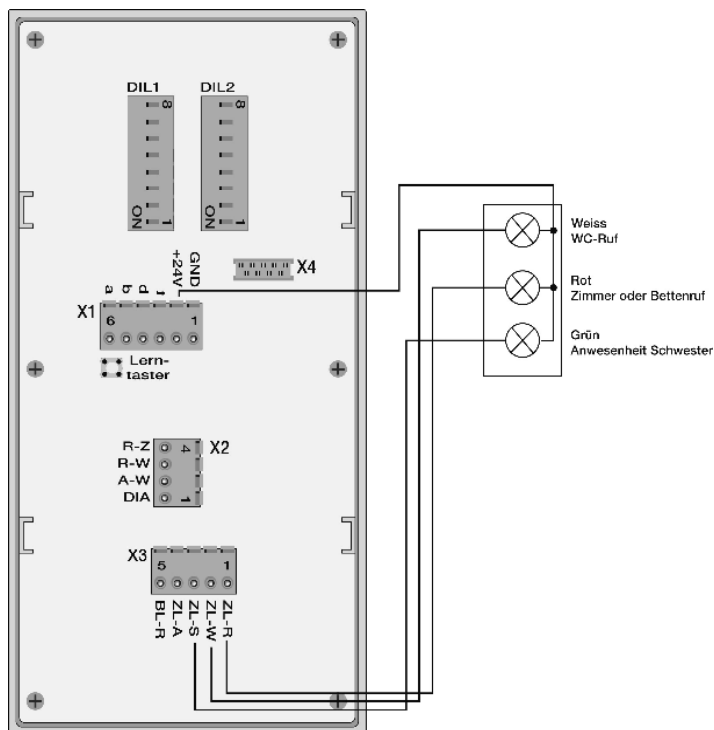 DIL1 DIL2
8 8
ON 1 ON 1
a b d t +24V GND
X4
X1
6 1
Lern-
taster
R-Z 4 X2
R-W
A-W
DIA 1
X3
5 1
BL-R ZL-A ZL-S ZL-W ZL-R
Weiss
WC-Ruf
Rot
Zimmer oder Bettenruf
Grün
Anwesenheit Schwester